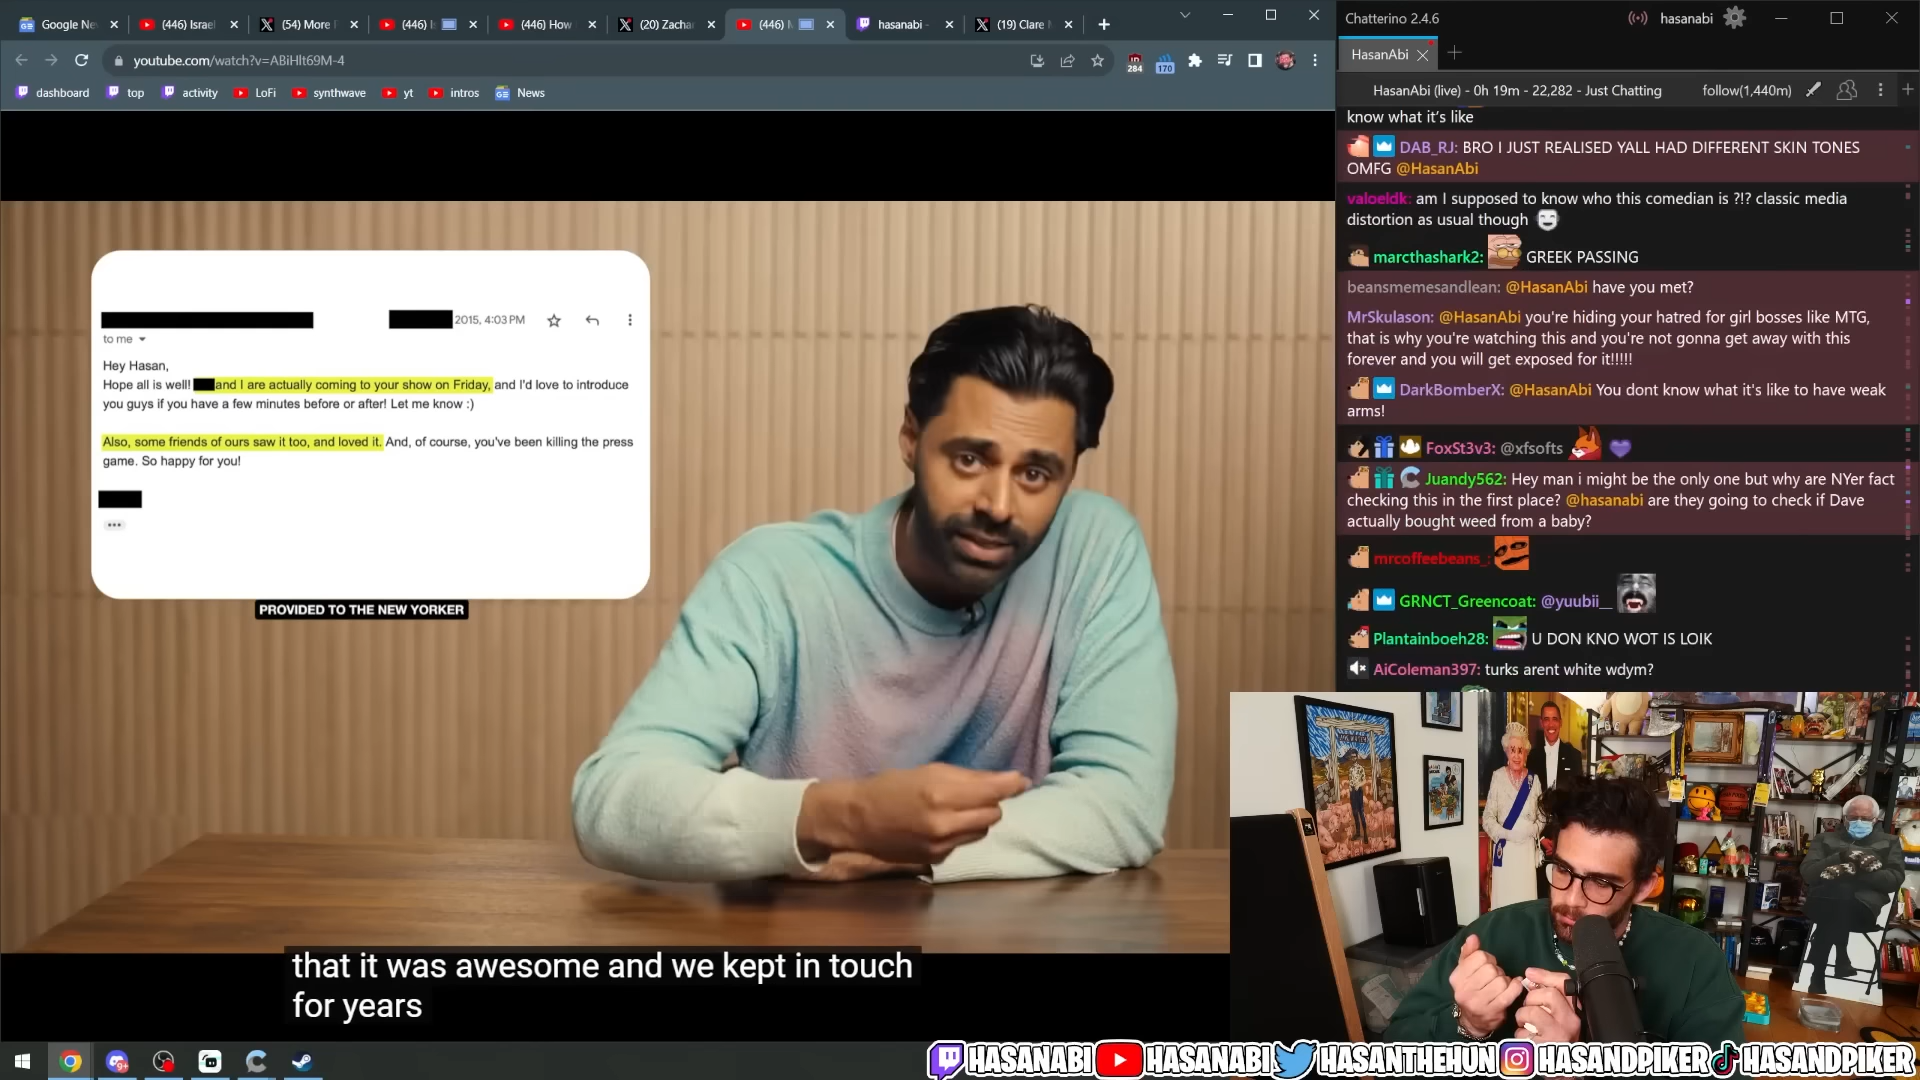 Google Ne
(446) Israel
(54) More
(446)
(446) How
(20) Zachar
(446)
hasanabi -
(19) Clare
youtube.com/watch?v=ABiHlt69M-4
284
170
dashboard
top
activity
LoFi
synthwave
yt
intros
News
2015, 4:03 PM
to me
Hey Hasan,
Hope all is well! and I are actually coming to your show on Friday, and I'd love to introduce
you guys if you have a few minutes before or after! Let me know :)
Also, some friends of ours saw it too, and loved it. And, of course, you've been killing the press
game. So happy for you!
PROVIDED TO THE NEW YORKER
that it was awesome and we kept in touch
for years
Chatterino 2.4.6
hasanabi
HasanAbi
HasanAbi (live) - 0h 19m - 22,282 - Just Chatting
follow(1,440m)
know what it's like
DAB_RJ: BRO I JUST REALISED YALL HAD DIFFERENT SKIN TONES
OMFG @HasanAbi
valoeidk: am I supposed to know who this comedian is ?!? classic media
distortion as usual though
marcthashark2: GREEK PASSING
beansmemesandlean: @HasanAbi have you met?
MrSkulason: @HasanAbi you're hiding your hatred for girl bosses like MTG,
that is why you're watching this and you're not gonna get away with this
forever and you will get exposed for it!!!!!
DarkBomberX: @HasanAbi You dont know what it's like to have weak
arms!
FoxSt3v3: @xfsofts
Juandy562: Hey man i might be the only one but why are NYer fact
checking this in the first place? @hasanabi are they going to check if Dave
actually bought weed from a baby?
mrcoffeebeans_:
GRNCT_Greencoat: @yuubii__
Plantainboeh28: U DON KNO WOT IS LOIK
AiColeman397: turks arent white wdym?
HASANABI
HASANABI
HASANTHEHUN
HASANDPIKER
HASANDPIKER